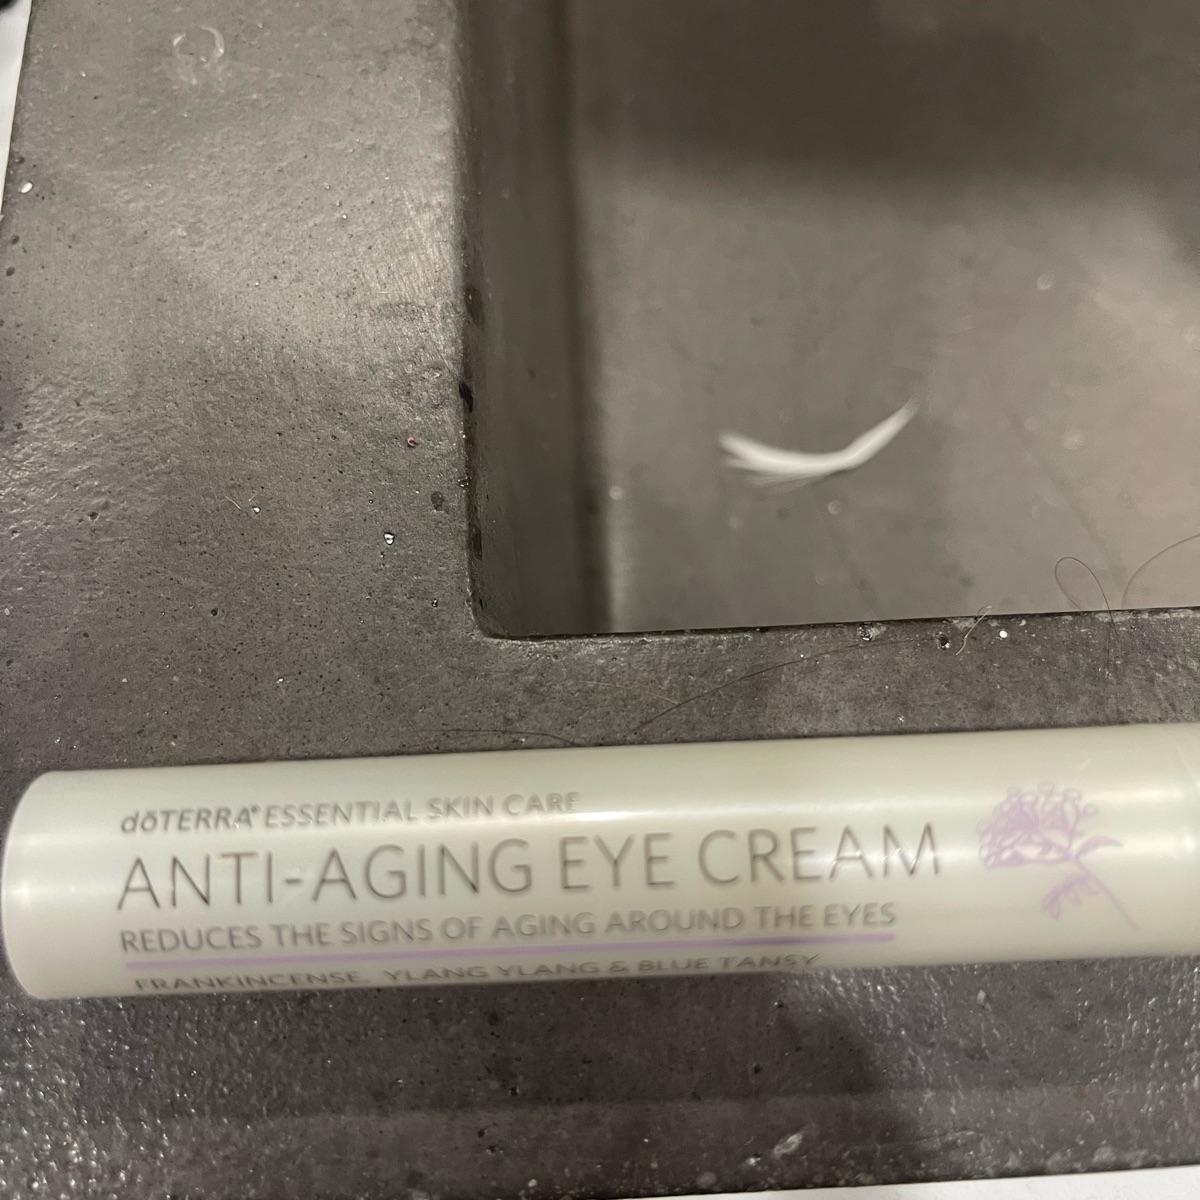 dōTERRA® ESSENTIAL SKIN CARE
ANTI-AGING EYE CREAM
REDUCES THE SIGNS OF AGING AROUND THE EYES
FRANKINCENSE, YLANG YLANG & BLUE TANSY